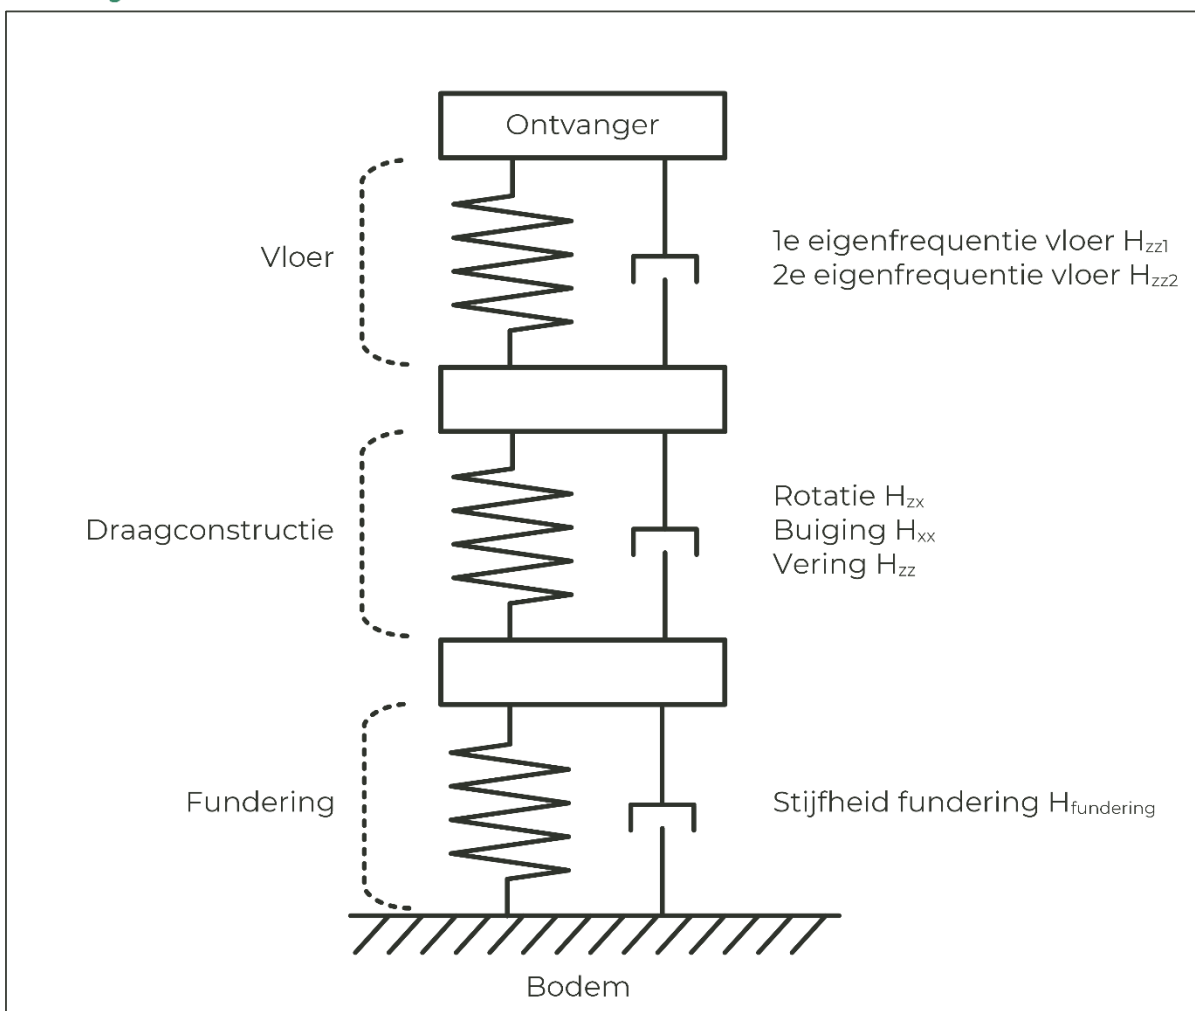 Ontvanger
Vloer
1e eigenfrequentie vloer Hzz1
2e eigenfrequentie vloer Hzz2
Draagconstructie
Rotatie Hzx
Buiging Hxx
Vering Hzz
Fundering
Stijfheid fundering Hfundering
Bodem